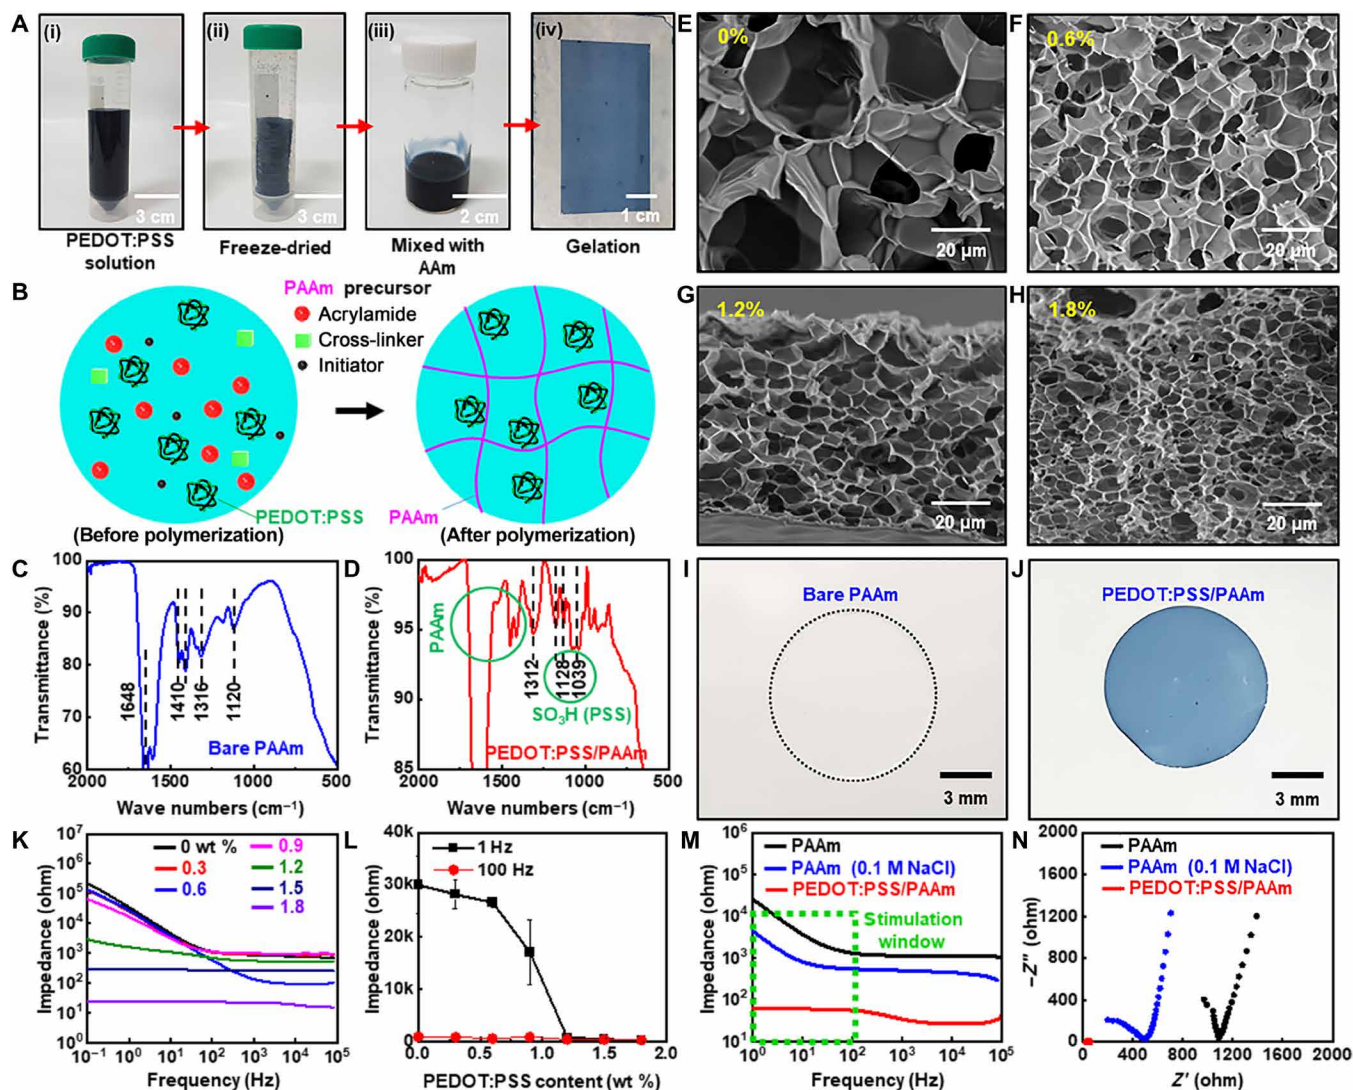 A
(i)
(ii)
(iii)
(iv)
3 cm
3 cm
2 cm
1 cm
PEDOT:PSS
solution
Freeze-dried
Mixed with
AAm
Gelation
B
PAAm precursor
Acrylamide
Cross-linker
Initiator
PEDOT:PSS
PAAm
(Before polymerization)
(After polymerization)
C
100
90
80
70
60
2000
1500
1000
500
1648
1410
1316
1120
Bare PAAm
Transmittance (%)
Wave numbers (cm⁻¹)
D
100
95
90
85
2000
1500
1000
500
PAAm
1312
1128
1039
SO₃H (PSS)
PEDOT:PSS/PAAm
Transmittance (%)
Wave numbers (cm⁻¹)
E
0%
20 μm
F
0.6%
20 μm
G
1.2%
20 μm
H
1.8%
20 μm
I
Bare PAAm
3 mm
J
PEDOT:PSS/PAAm
3 mm
K
10⁷
10⁶
10⁵
10⁴
10³
10²
10¹
10⁰
0 wt %
0.3
0.6
0.9
1.2
1.5
1.8
10⁻¹
10⁰
10¹
10²
10³
10⁴
10⁵
Impedance (ohm)
Frequency (Hz)
L
40k
30K
20k
10k
0
1 Hz
100 Hz
0.0
0.5
1.0
1.5
Impedance (ohm)
PEDOT:PSS content (wt %)
M
10⁶
10⁵
10⁴
10³
10²
10¹
PAAm
PAAm (0.1 M NaCl)
PEDOT:PSS/PAAm
Stimulation
window
10⁰
10¹
10²
10³
10⁴
10⁵
Impedance (ohm)
Frequency (Hz)
N
2000
1600
1200
800
400
0
PAAm
PAAm (0.1 M NaCl)
PEDOT:PSS/PAAm
0
400
800
1200
1600
2000
−Z″ (ohm)
Z′ (ohm)